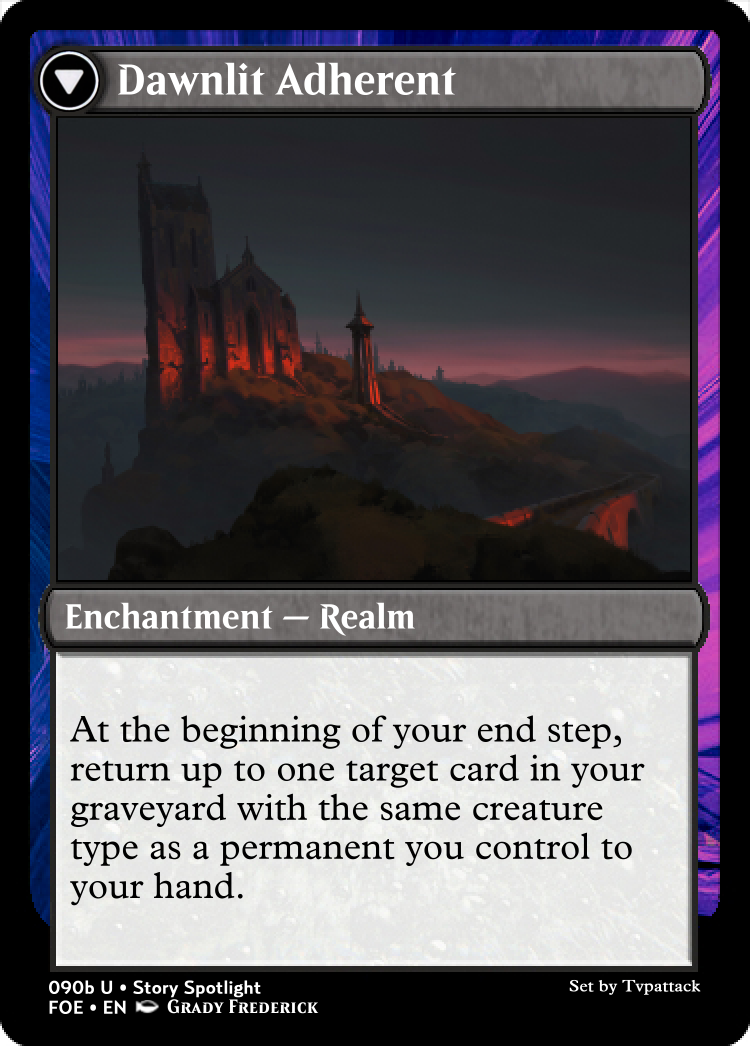 Dawnlit Adherent
Enchantment — Realm
At the beginning of your end step,
return up to one target card in your
graveyard with the same creature
type as a permanent you control to
your hand.
090b U • Story Spotlight
Set by Tvpattack
FOE • EN Grady Frederick